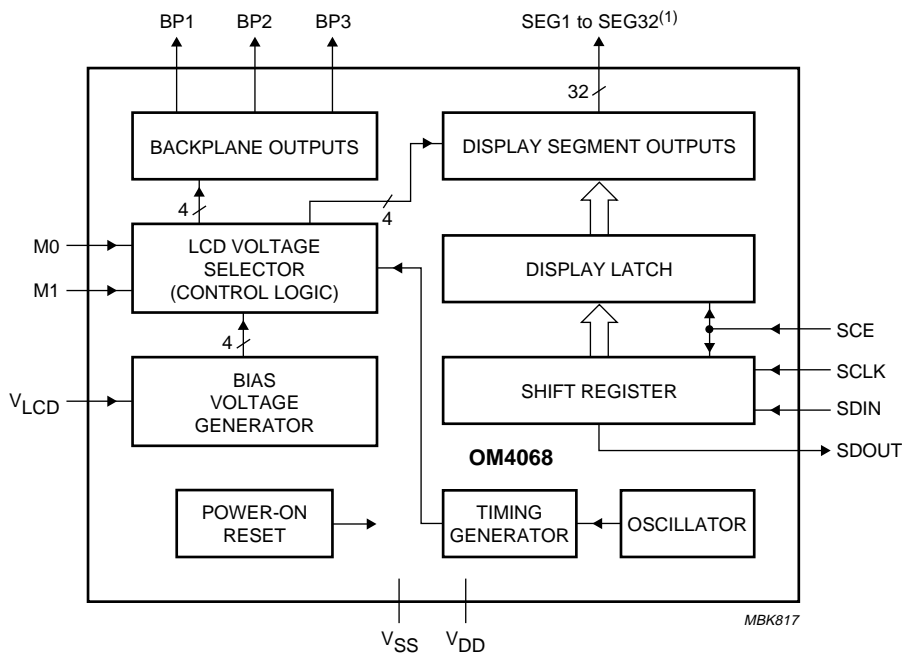 BP1 BP2 BP3 SEG1 to SEG32(1)
32
BACKPLANE OUTPUTS
DISPLAY SEGMENT OUTPUTS
4
4
M0
M1
LCD VOLTAGE
SELECTOR
(CONTROL LOGIC)
DISPLAY LATCH
SCE
4
BIAS
VOLTAGE
GENERATOR
VLCD
SHIFT REGISTER
SCLK
SDIN
SDOUT
OM4068
POWER-ON
RESET
TIMING
GENERATOR
OSCILLATOR
VSS VDD
MBK817